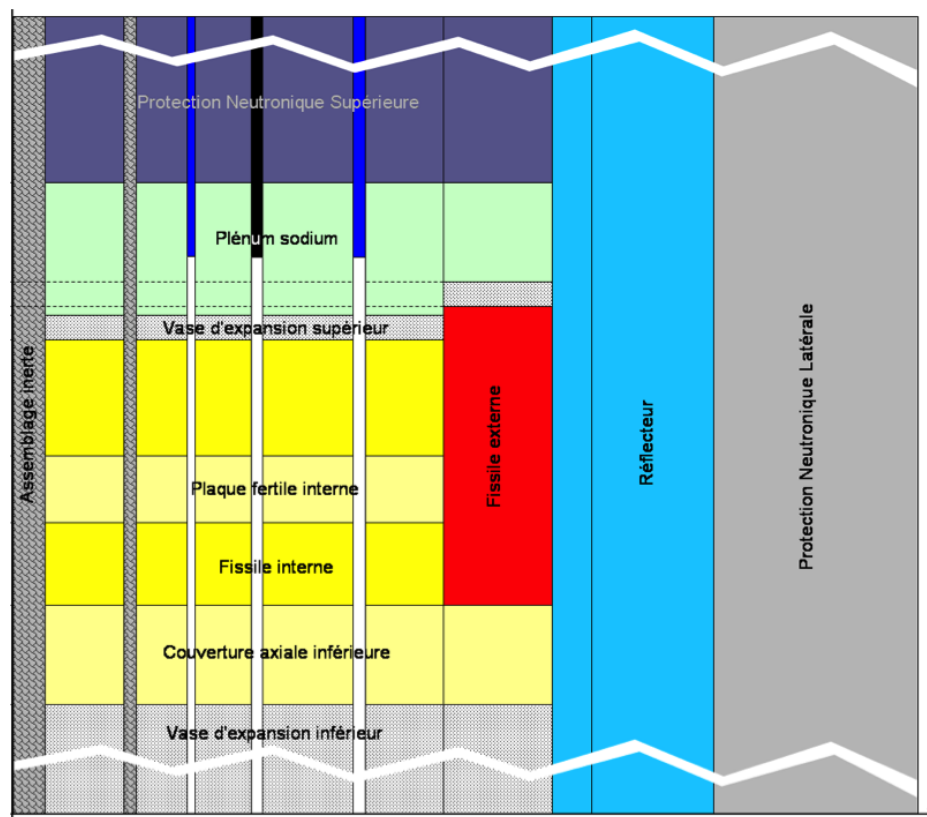 Protection Neutronique Supérieure
Plénum sodium
Vase d'expansion supérieur
Assemblage inerte
Plaque fertile interne
Fissile externe
Réflecteur
Protection Neutronique Latérale
Fissile interne
Couverture axiale inférieure
Vase d'expansion inférieur